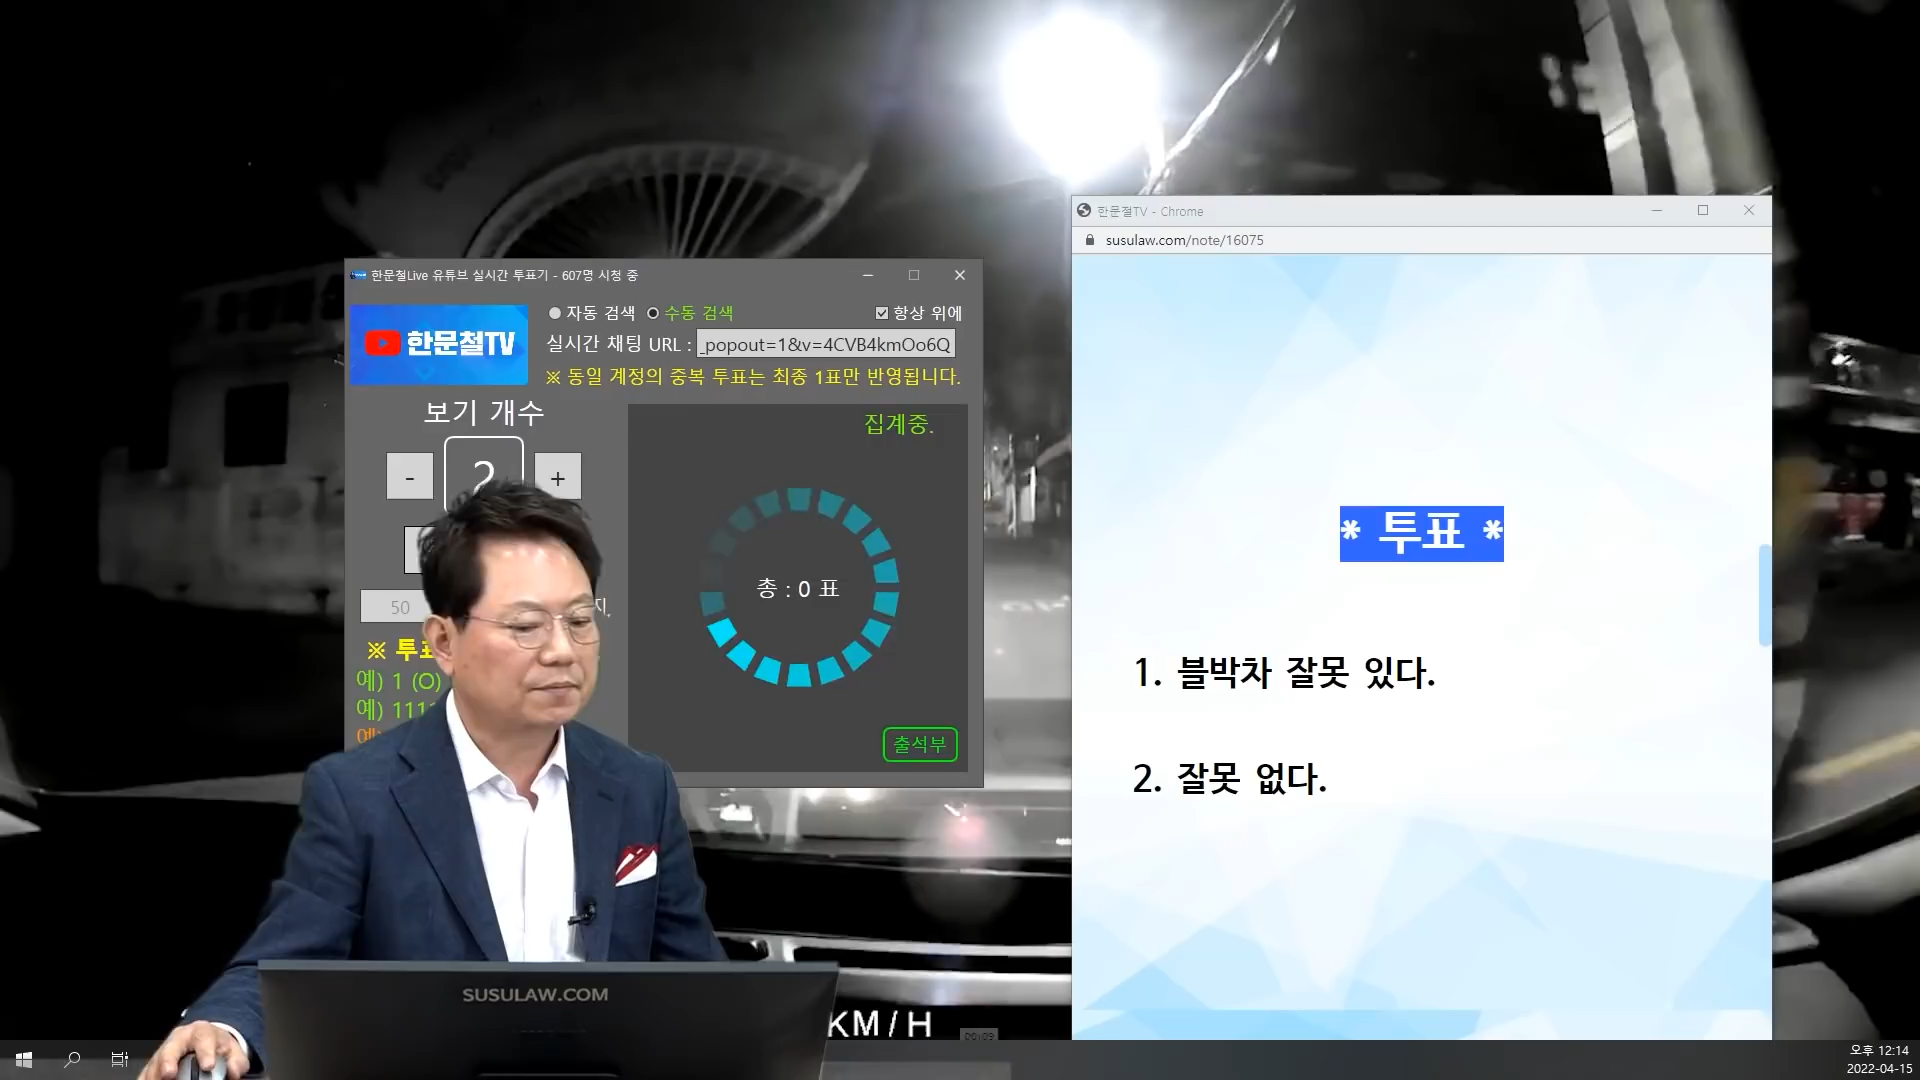 한문철Live 유튜브 실시간 투표기 - 607명 시청 중
한문철TV
자동 검색 수동 검색 항상 위에
실시간 채팅 URL : _popout=1&v=4CVB4kmOo6Q
※ 동일 계정의 중복 투표는 최종 1표만 반영됩니다.
보기 개수
- 2 +
50
지.
※ 투표
예) 1 (O)
예) 111
예)
집계중.
총 : 0 표
출석부
한문철TV - Chrome
susulaw.com/note/16075
* 투표 *
1. 블박차 잘못 있다.
2. 잘못 없다.
SUSULAW.COM
KM/H
오후 12:14
2022-04-15